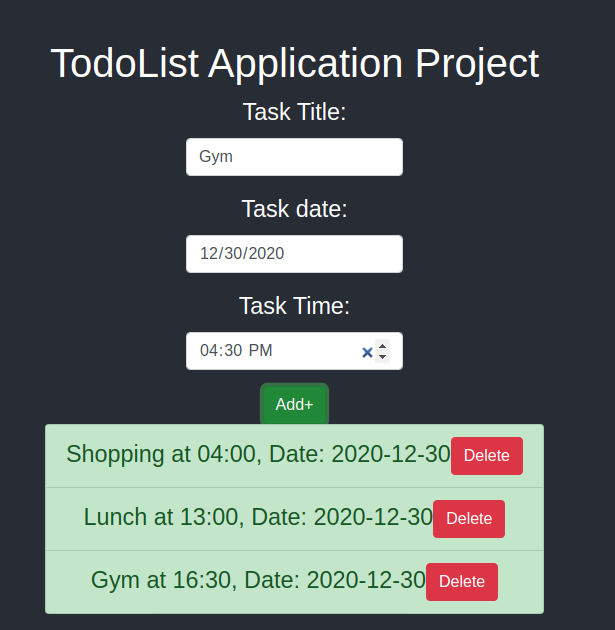 TodoList Application Project
Task Title:
Gym
Task date:
12/30/2020
Task Time:
04:30 PM
Add+
Shopping at 04:00, Date: 2020-12-30 Delete
Lunch at 13:00, Date: 2020-12-30 Delete
Gym at 16:30, Date: 2020-12-30 Delete